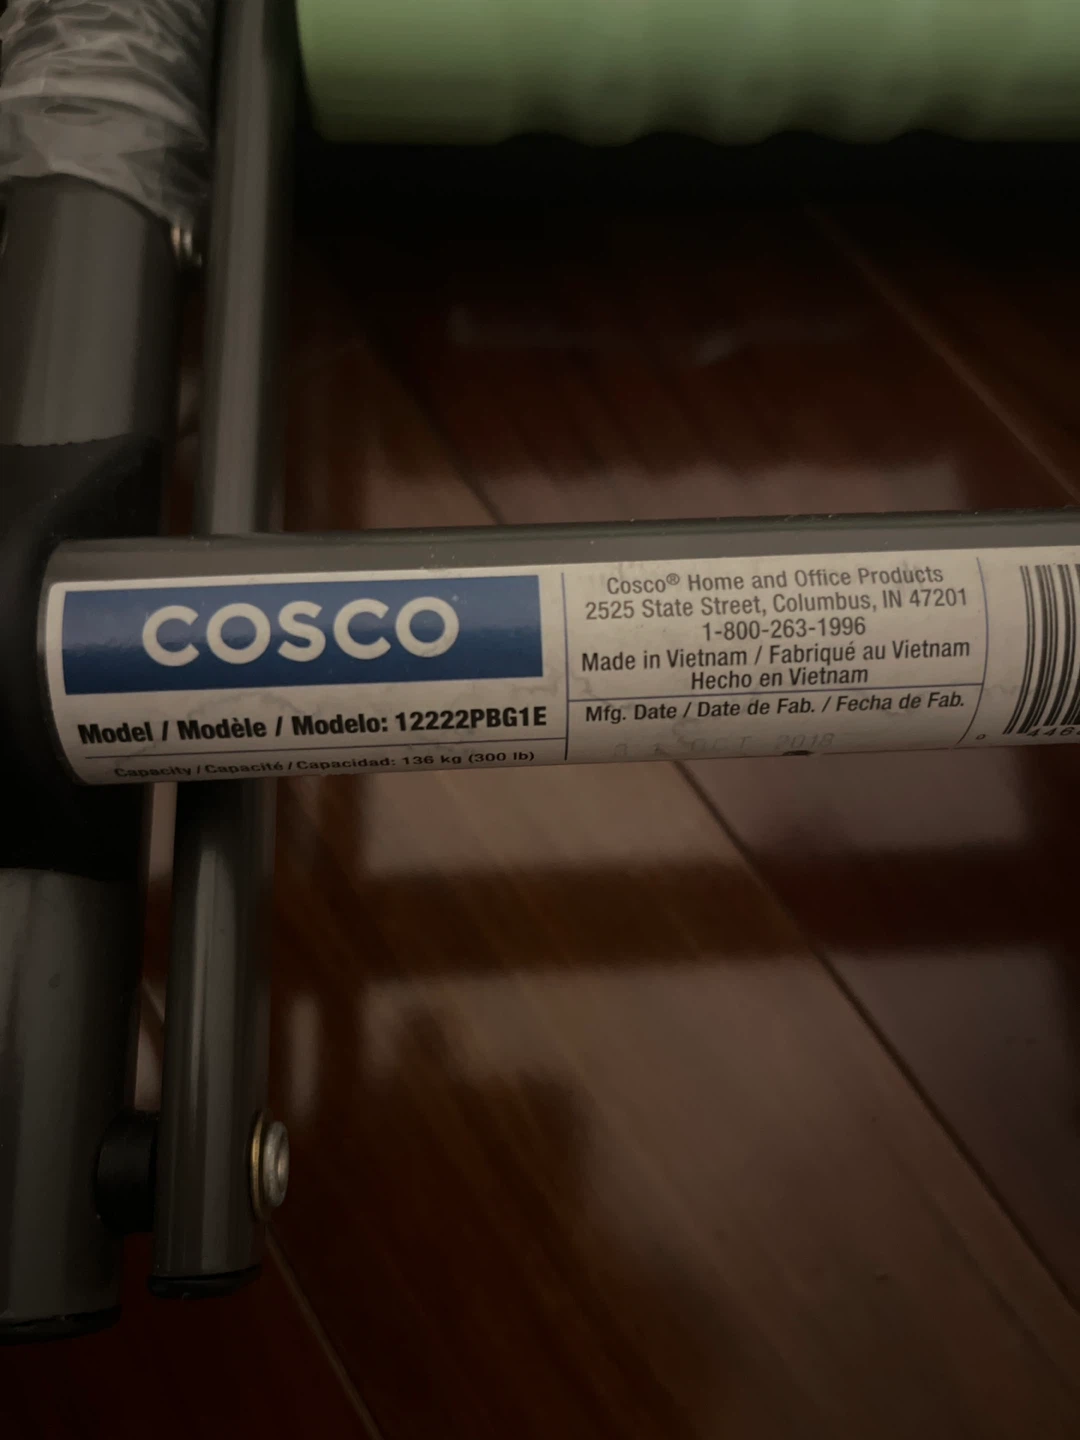 COSCO
Model / Modèle / Modelo: 12222PBG1E
Capacity / Capacité / Capacidad: 136 kg (300 lb)
Cosco® Home and Office Products
2525 State Street, Columbus, IN 47201
1-800-263-1996
Made in Vietnam / Fabriqué au Vietnam
Hecho en Vietnam
Mfg. Date / Date de Fab. / Fecha de Fab.
OCT 2018